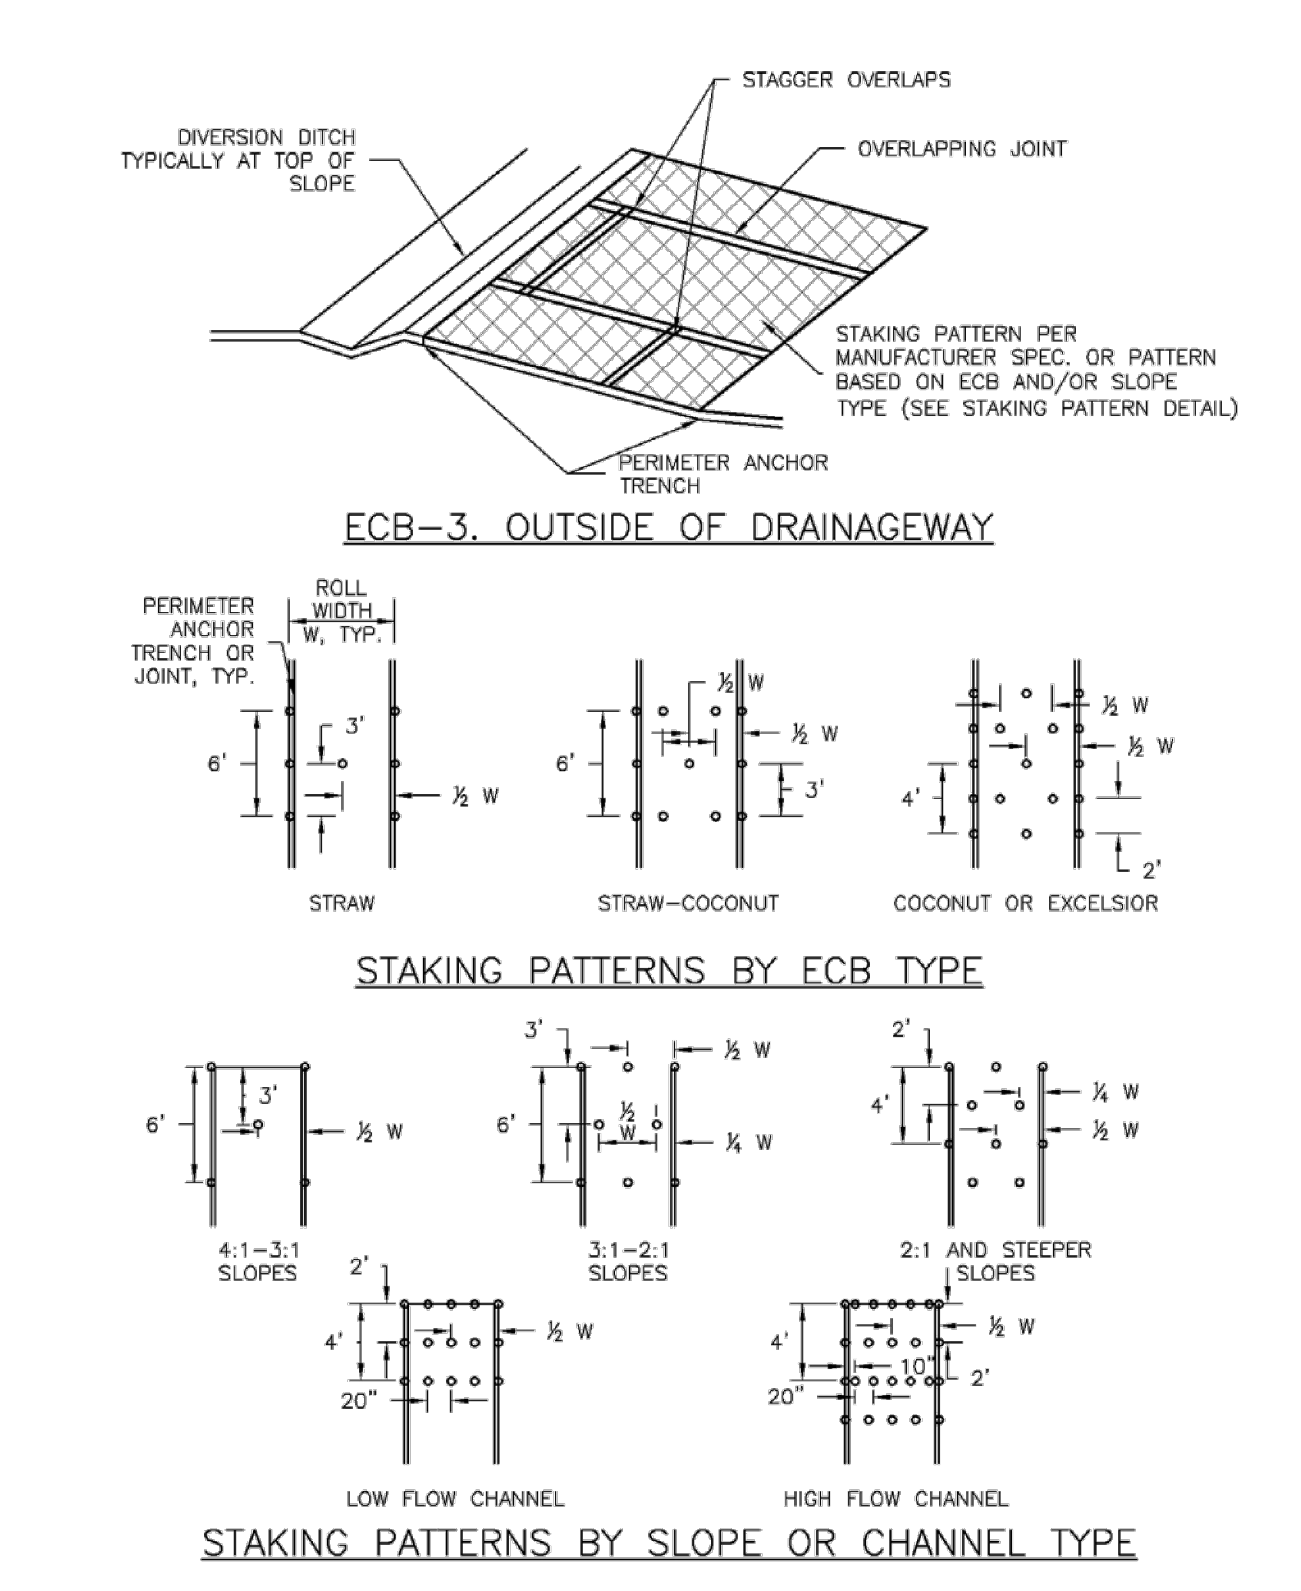 STAGGER OVERLAPS
DIVERSION DITCH
TYPICALLY AT TOP OF
SLOPE
OVERLAPPING JOINT
STAKING PATTERN PER
MANUFACTURER SPEC. OR PATTERN
BASED ON ECB AND/OR SLOPE
TYPE (SEE STAKING PATTERN DETAIL)
PERIMETER ANCHOR
TRENCH
ECB-3. OUTSIDE OF DRAINAGEWAY
PERIMETER
ANCHOR
TRENCH OR
JOINT, TYP.
ROLL
WIDTH
W, TYP.
3'
6'
½ W
STRAW
½ W
½ W
6'
3'
STRAW-COCONUT
½ W
½ W
4'
2'
COCONUT OR EXCELSIOR
STAKING PATTERNS BY ECB TYPE
6'
3'
½ W
4:1-3:1
SLOPES
3'
½ W
6'
½
W
¼ W
3:1-2:1
SLOPES
2'
4'
¼ W
½ W
2:1 AND STEEPER
SLOPES
2'
4'
½ W
20"
LOW FLOW CHANNEL
4'
½ W
10"
2'
20"
HIGH FLOW CHANNEL
STAKING PATTERNS BY SLOPE OR CHANNEL TYPE